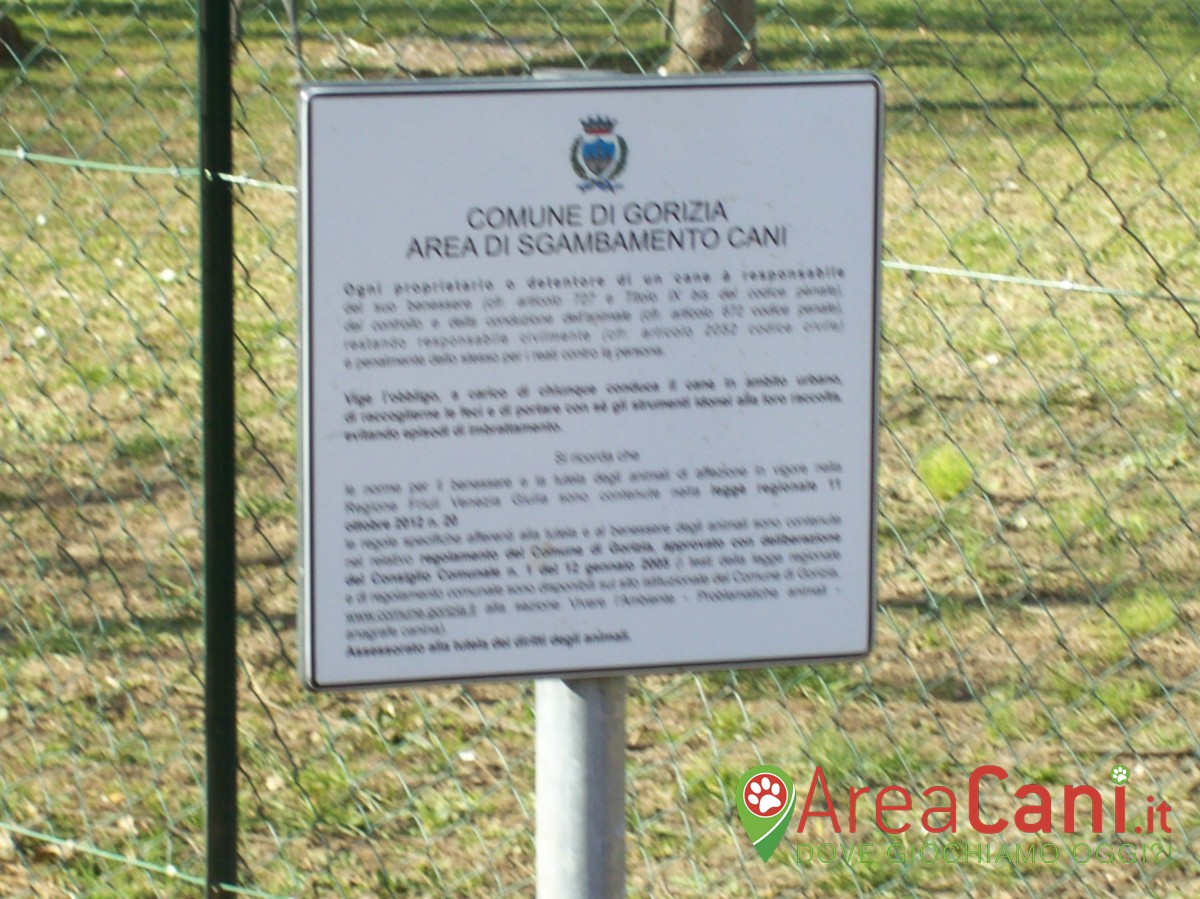 COMUNE DI GORIZIA
AREA DI SGAMBAMENTO CANI
Ogni proprietario o detentore di un cane è responsabile
del suo benessere (cfr. articolo 727 e Titolo IX bis del codice penale),
del controllo e della conduzione dell'animale (cfr. articolo 672 codice penale),
restando responsabile civilmente (cfr. articolo 2052 codice civile)
e penalmente dello stesso per i reati contro la persona.
Vige l'obbligo, a carico di chiunque conduca il cane in ambito urbano,
di raccoglierne le feci e di portare con sé gli strumenti idonei alla loro raccolta,
evitando episodi di imbrattamento.
Si ricorda che
le norme per il benessere e la tutela degli animali di affezione in vigore nella
Regione Friuli Venezia Giulia sono contenute nella legge regionale 11
ottobre 2012 n. 20
le regole specifiche afferenti alla tutela e al benessere degli animali sono contenute
nel relativo regolamento del Comune di Gorizia, approvato con deliberazione
del Consiglio Comunale n. 1 del 12 gennaio (i testi della legge regionale
e di regolamento comunale sono disponibili sul sito istituzionale del Comune di Gorizia,
www.comune.gorizia.it alla sezione Vivere l'Ambiente - Problematiche animali -
anagrafe canina).
Assessorato alla tutela dei diritti degli animali.
AreaCani.it
DOVE GIOCHIAMO OGGI?!